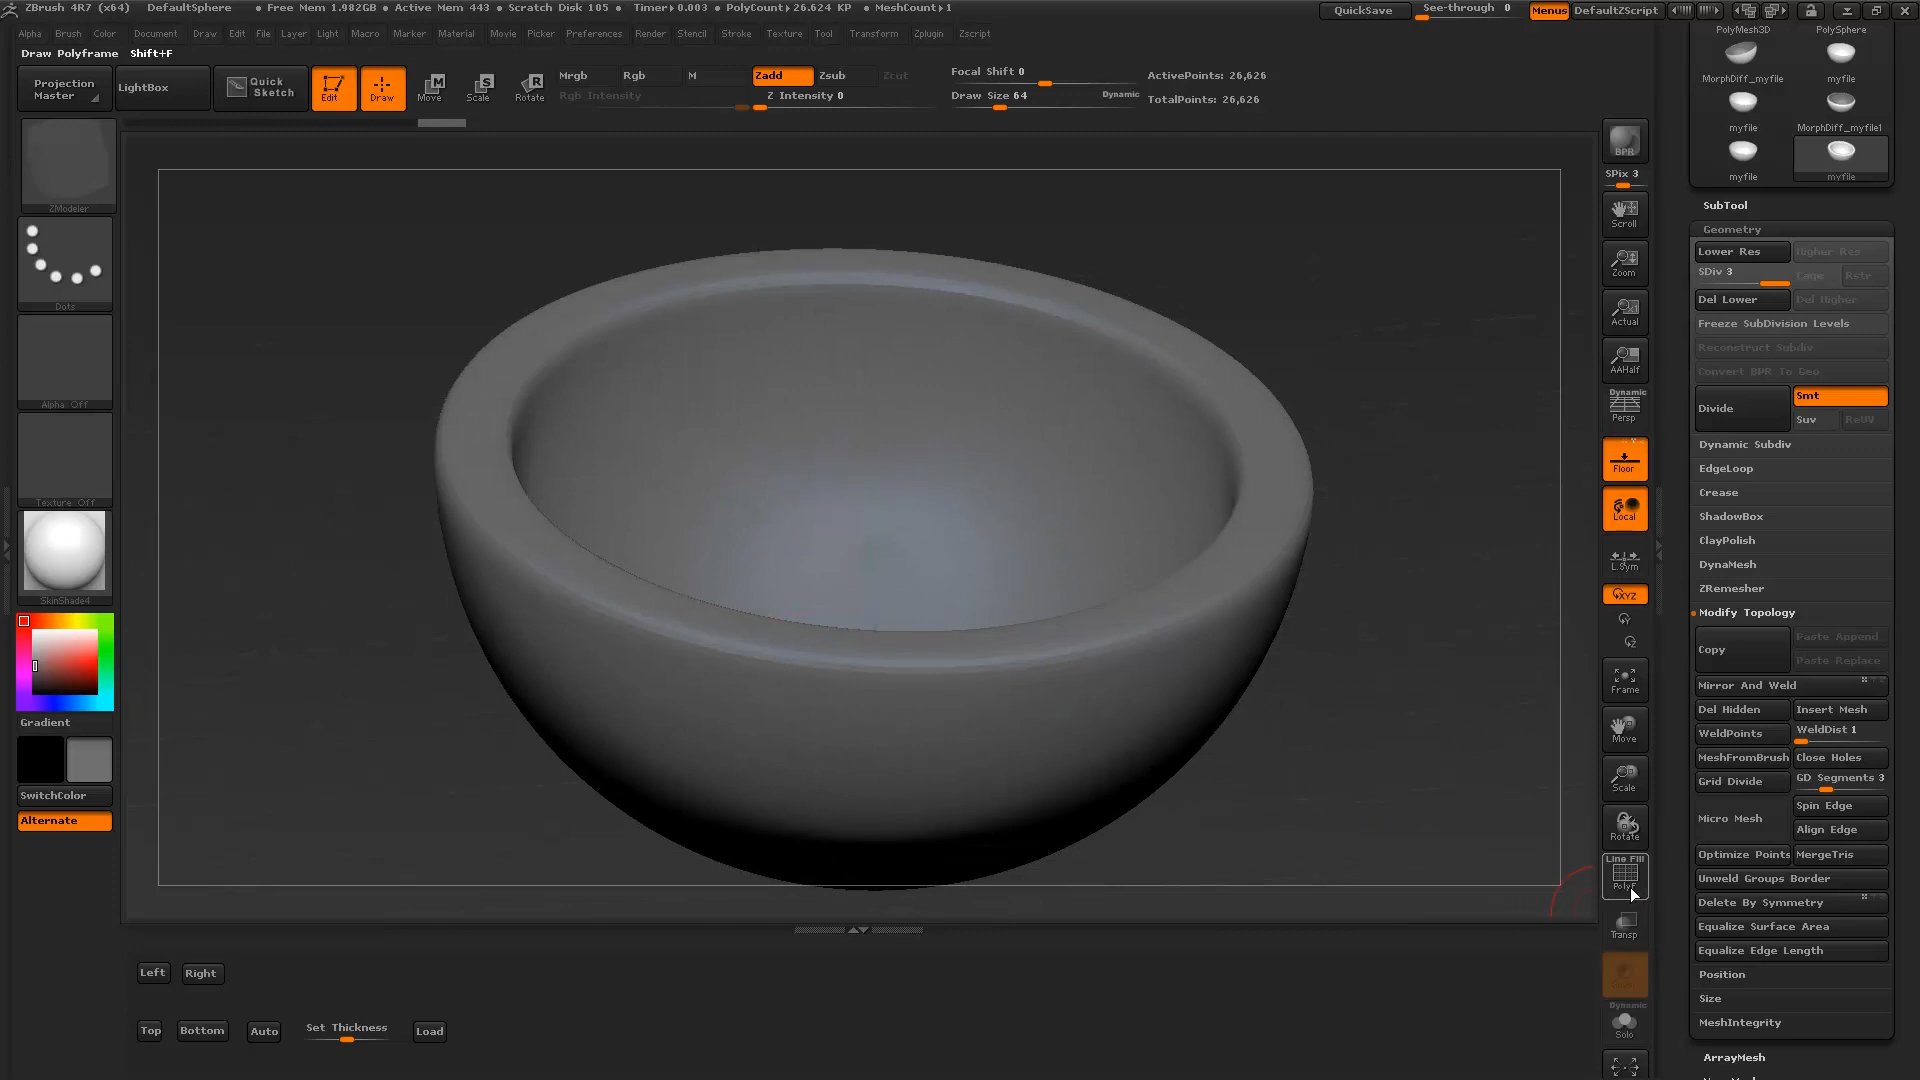 ZBrush 4R7 (x64) DefaultSphere • Free Mem 1.982GB • Active Mem 443 • Scratch Disk 105 • Timer▸0.003 • PolyCount▸26.624 KP • MeshCount▸1 QuickSave See-through 0 Menus DefaultZScript
Alpha Brush Color Document Draw Edit File Layer Light Macro Marker Material Movie Picker Preferences Render Stencil Stroke Texture Tool Transform Zplugin Zscript
Draw Polyframe Shift+F
Projection Master
LightBox
Quick Sketch
Edit
Draw
Move
Scale
Rotate
Mrgb Rgb M Zadd Zsub Zcut
Rgb Intensity Z Intensity 0
Focal Shift 0
Draw Size 64 Dynamic
ActivePoints: 26,626
TotalPoints: 26,626
ZModeler
Dots
Alpha Off
Texture Off
SkinShade4
Gradient
SwitchColor
Alternate
BPR
SPix 3
Scroll
Zoom
Actual
AAHalf
Dynamic
Persp
Floor
Local
L.Sym
XYZ
Frame
Move
Scale
Rotate
Line Fill
PolyF
Transp
Dynamic
Solo
PolyMesh3D PolySphere
MorphDiff_myfile myfile
myfile MorphDiff_myfile1
myfile myfile
SubTool
Geometry
Lower Res Higher Res
SDiv 3 Cage Rstr
Del Lower Del Higher
Freeze SubDivision Levels
Reconstruct Subdiv
Convert BPR To Geo
Divide Smt
Suv ReUV
Dynamic Subdiv
EdgeLoop
Crease
ShadowBox
ClayPolish
DynaMesh
ZRemesher
Modify Topology
Copy Paste Append
Paste Replace
Mirror And Weld
Del Hidden Insert Mesh
WeldPoints WeldDist 1
MeshFromBrush Close Holes
Grid Divide GD Segments 3
Micro Mesh Spin Edge
Align Edge
Optimize Points MergeTris
Unweld Groups Border
Delete By Symmetry
Equalize Surface Area
Equalize Edge Length
Position
Size
MeshIntegrity
ArrayMesh
Left Right
Top Bottom Auto Set Thickness Load